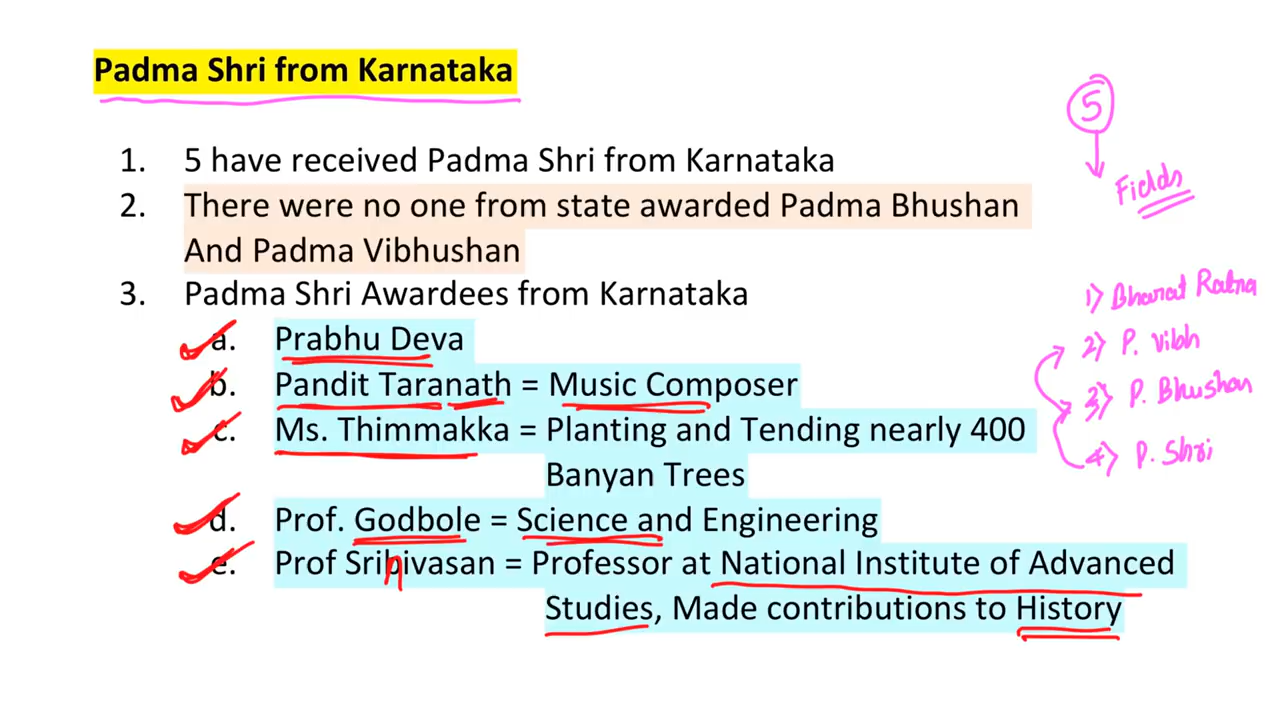 Padma Shri from Karnataka
5
Fields
1. 5 have received Padma Shri from Karnataka
2. There were no one from state awarded Padma Bhushan
And Padma Vibhushan
3. Padma Shri Awardees from Karnataka
a. Prabhu Deva
b. Pandit Taranath = Music Composer
c. Ms. Thimmakka = Planting and Tending nearly 400
Banyan Trees
d. Prof. Godbole = Science and Engineering
e. Prof Srinivasan = Professor at National Institute of Advanced
Studies, Made contributions to History
1) Bharat Ratna
2) P. Vibh
3) P. Bhushan
4) P. Shri